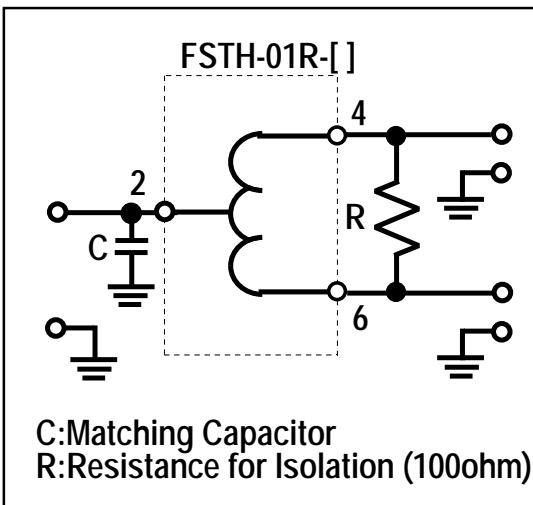 FSTH-01R-[ ]
4
2
C
R
6
C:Matching Capacitor
R:Resistance for Isolation (100ohm)